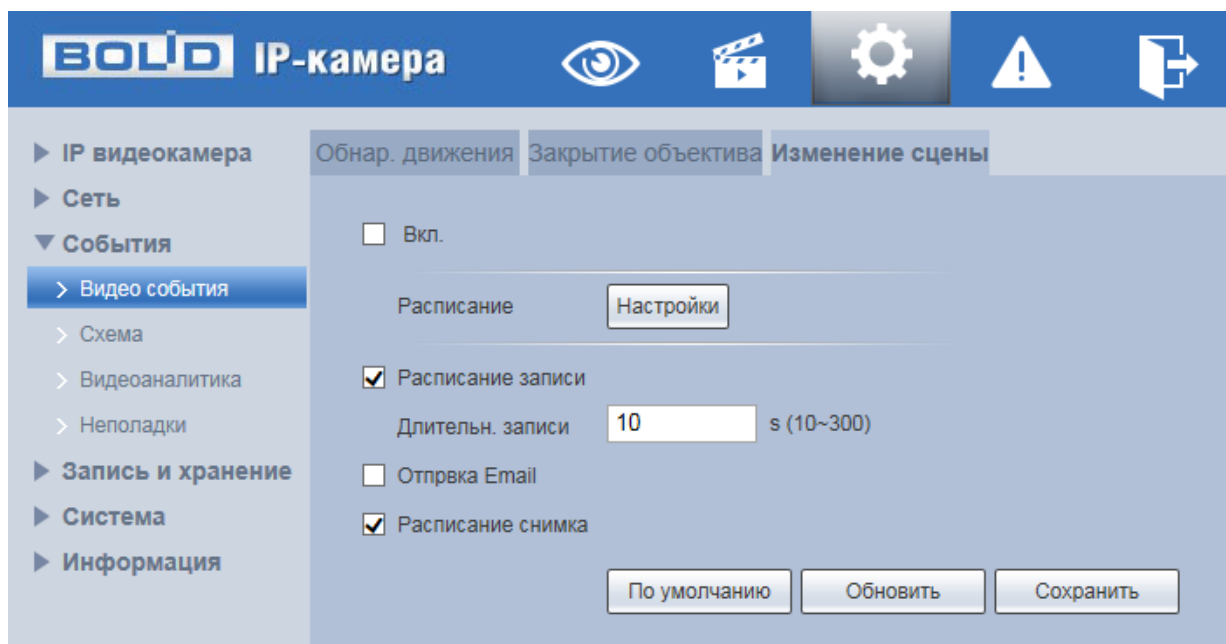 BOLID IP-камера
IP видеокамера
Сеть
События
Видео события
Схема
Видеоаналитика
Неполадки
Запись и хранение
Система
Информация
Обнар. движения Закрытие объектива Изменение сцены
Вкл.
Расписание Настройки
Расписание записи
Длительн. записи 10 s (10~300)
Отпрвка Email
Расписание снимка
По умолчанию Обновить Сохранить